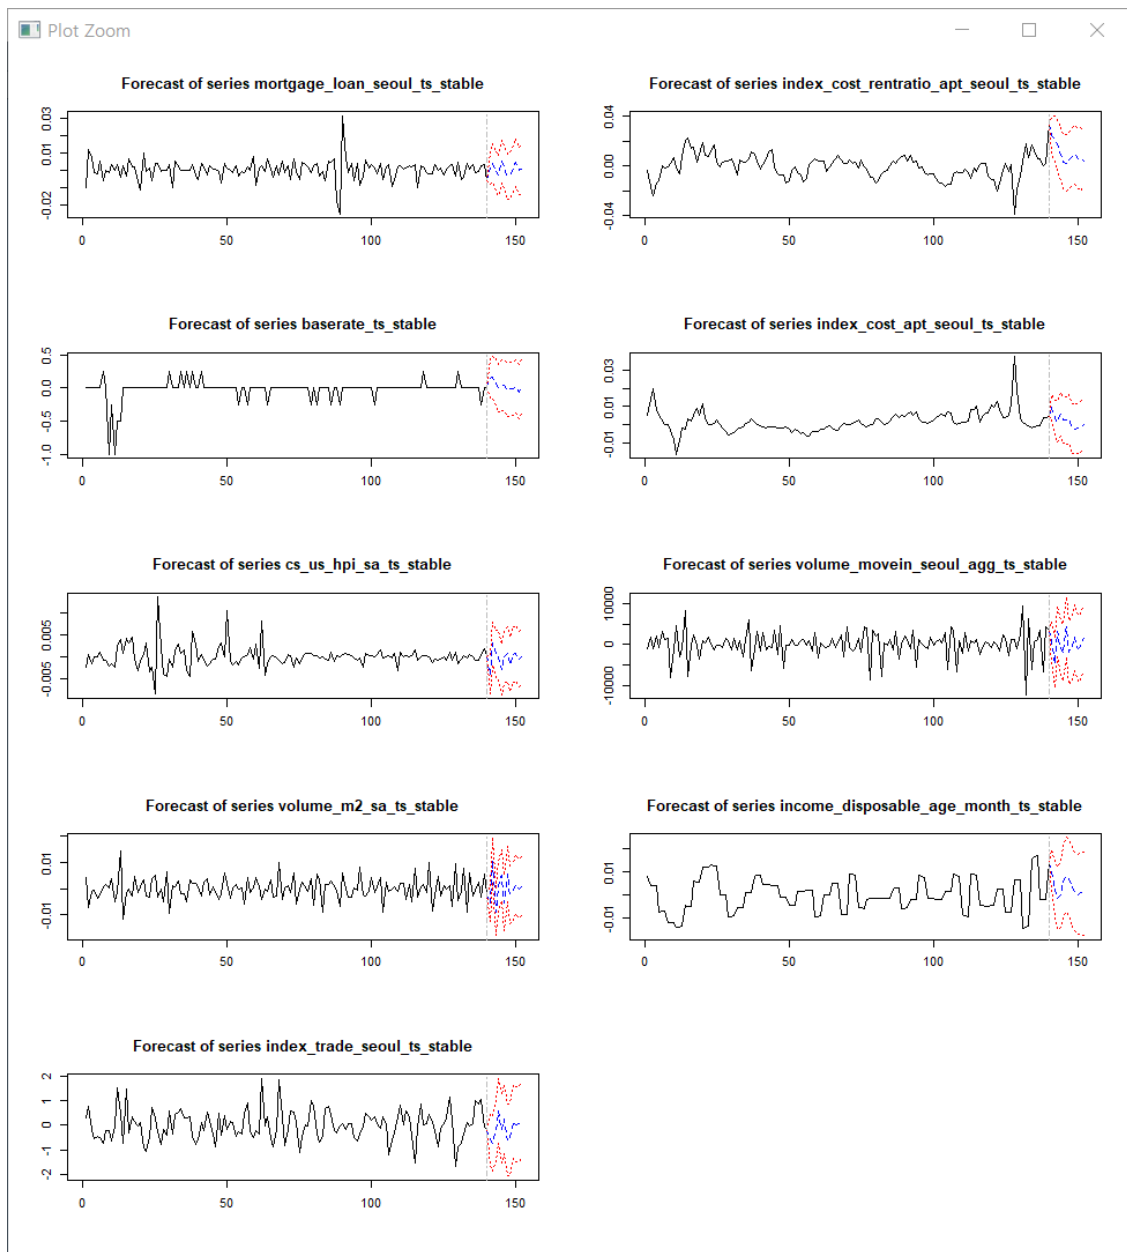 Plot Zoom
Forecast of series mortgage_loan_seoul_ts_stable
0.03
0.01
-0.02
0 50 100 150
Forecast of series index_cost_rentratio_apt_seoul_ts_stable
0.04
0.00
-0.04
0 50 100 150
Forecast of series baserate_ts_stable
0.5
0.0
-0.5
-1.0
0 50 100 150
Forecast of series index_cost_apt_seoul_ts_stable
0.03
0.01
-0.01
0 50 100 150
Forecast of series cs_us_hpi_sa_ts_stable
0.005
-0.005
0 50 100 150
Forecast of series volume_movein_seoul_agg_ts_stable
10000
0
-10000
0 50 100 150
Forecast of series volume_m2_sa_ts_stable
0.01
-0.01
0 50 100 150
Forecast of series income_disposable_age_month_ts_stable
0.01
-0.01
0 50 100 150
Forecast of series index_trade_seoul_ts_stable
2
1
0
-1
-2
0 50 100 150